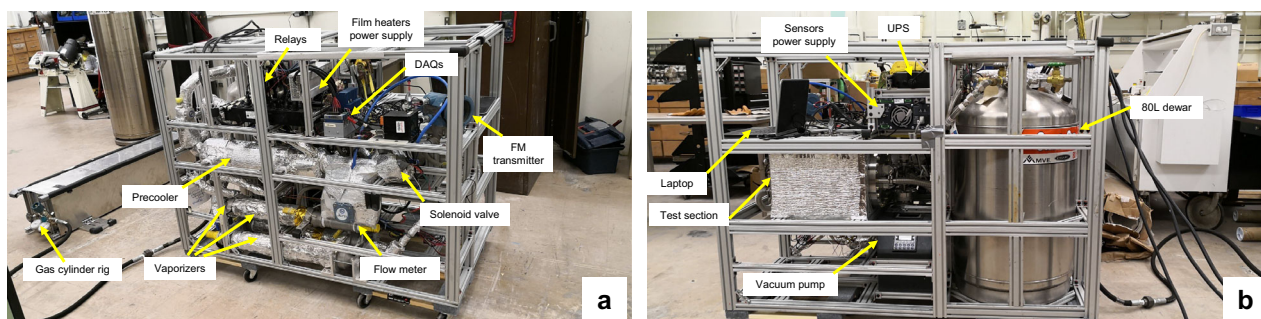 Relays
Film heaters
power supply
DAQs
FM
transmitter
Precooler
Solenoid valve
Gas cylinder rig
Vaporizers
Flow meter
a
Sensors
power supply
UPS
80L dewar
MVE
Laptop
Test section
Vacuum pump
b